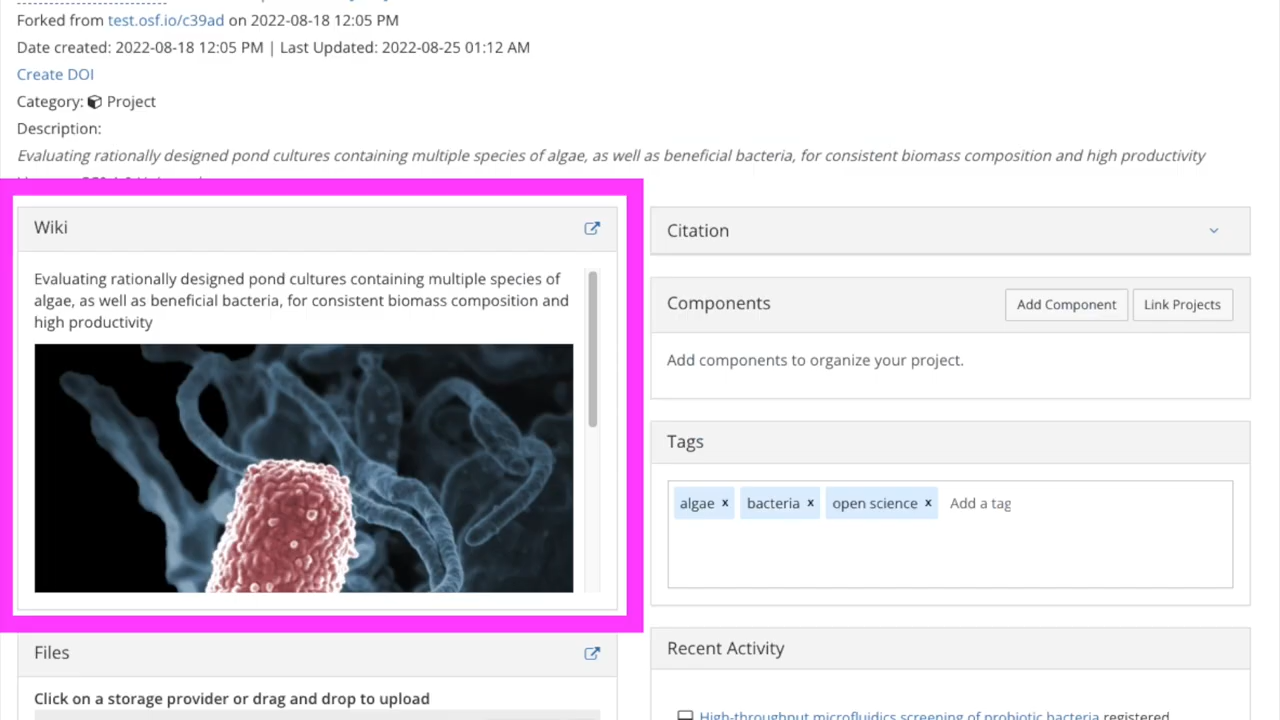 Forked from test.osf.io/c39ad on 2022-08-18 12:05 PM
Date created: 2022-08-18 12:05 PM | Last Updated: 2022-08-25 01:12 AM
Create DOI
Category: Project
Description:
Evaluating rationally designed pond cultures containing multiple species of algae, as well as beneficial bacteria, for consistent biomass composition and high productivity
Wiki
Evaluating rationally designed pond cultures containing multiple species of
algae, as well as beneficial bacteria, for consistent biomass composition and
high productivity
Files
Click on a storage provider or drag and drop to upload
Citation
Components
Add Component
Link Projects
Add components to organize your project.
Tags
algae x bacteria x open science x Add a tag
Recent Activity
High-throughput microfluidics screening of probiotic bacteria registered